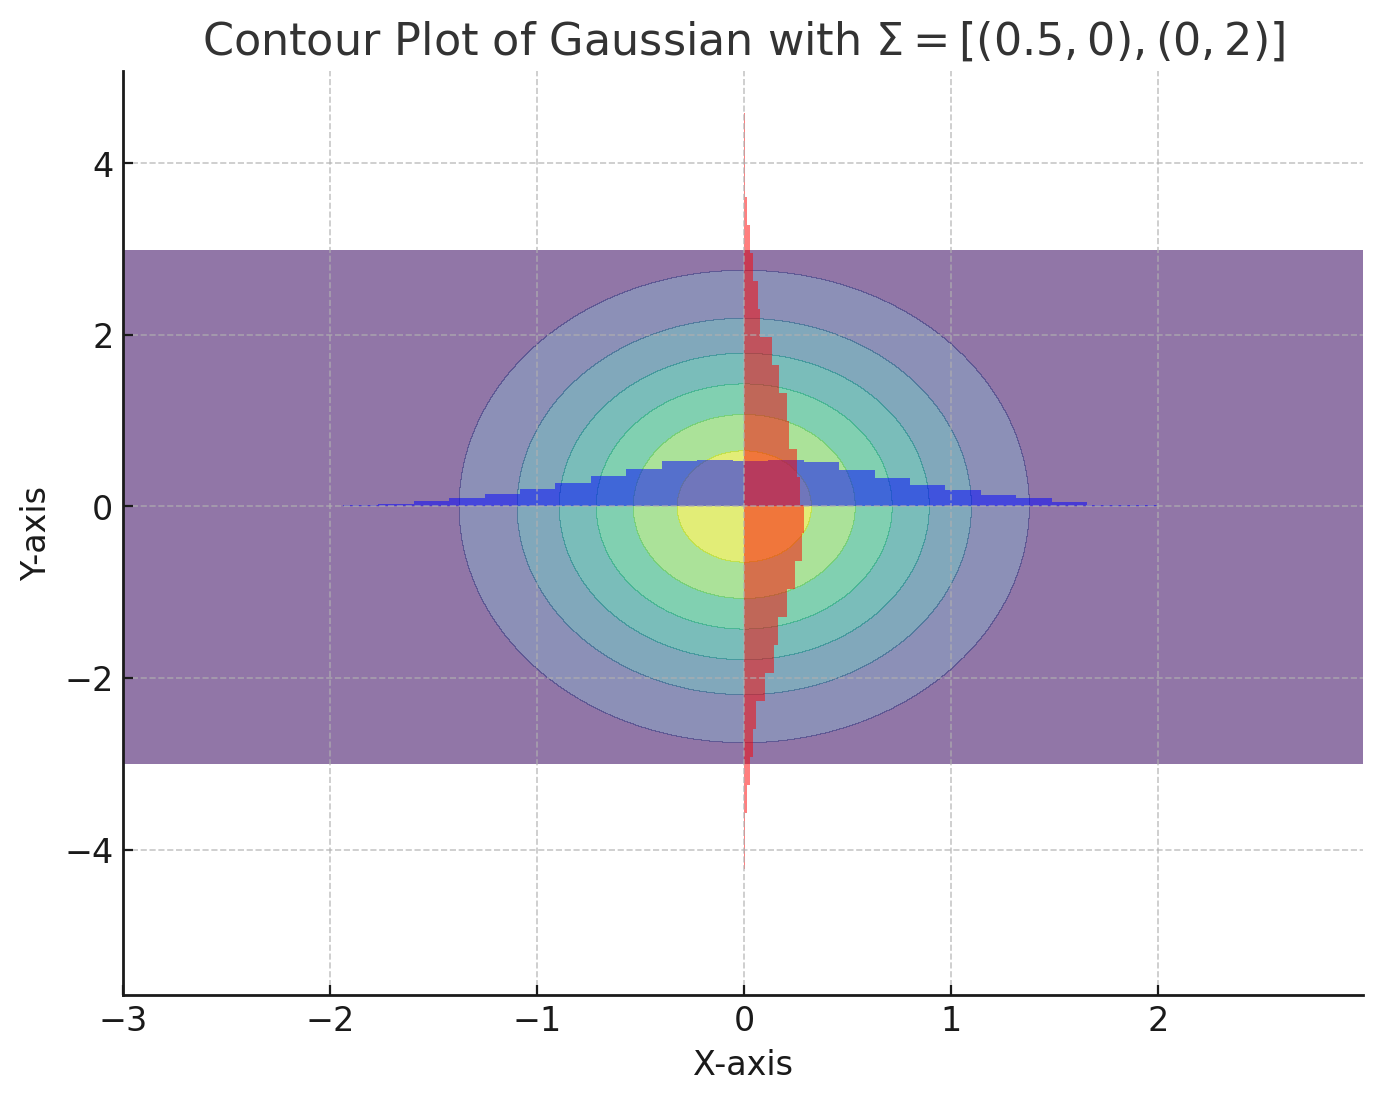 Contour Plot of Gaussian with Σ = [(0.5, 0), (0, 2)]
4
2
0
−2
−4
Y-axis
−3 −2 −1 0 1 2
X-axis